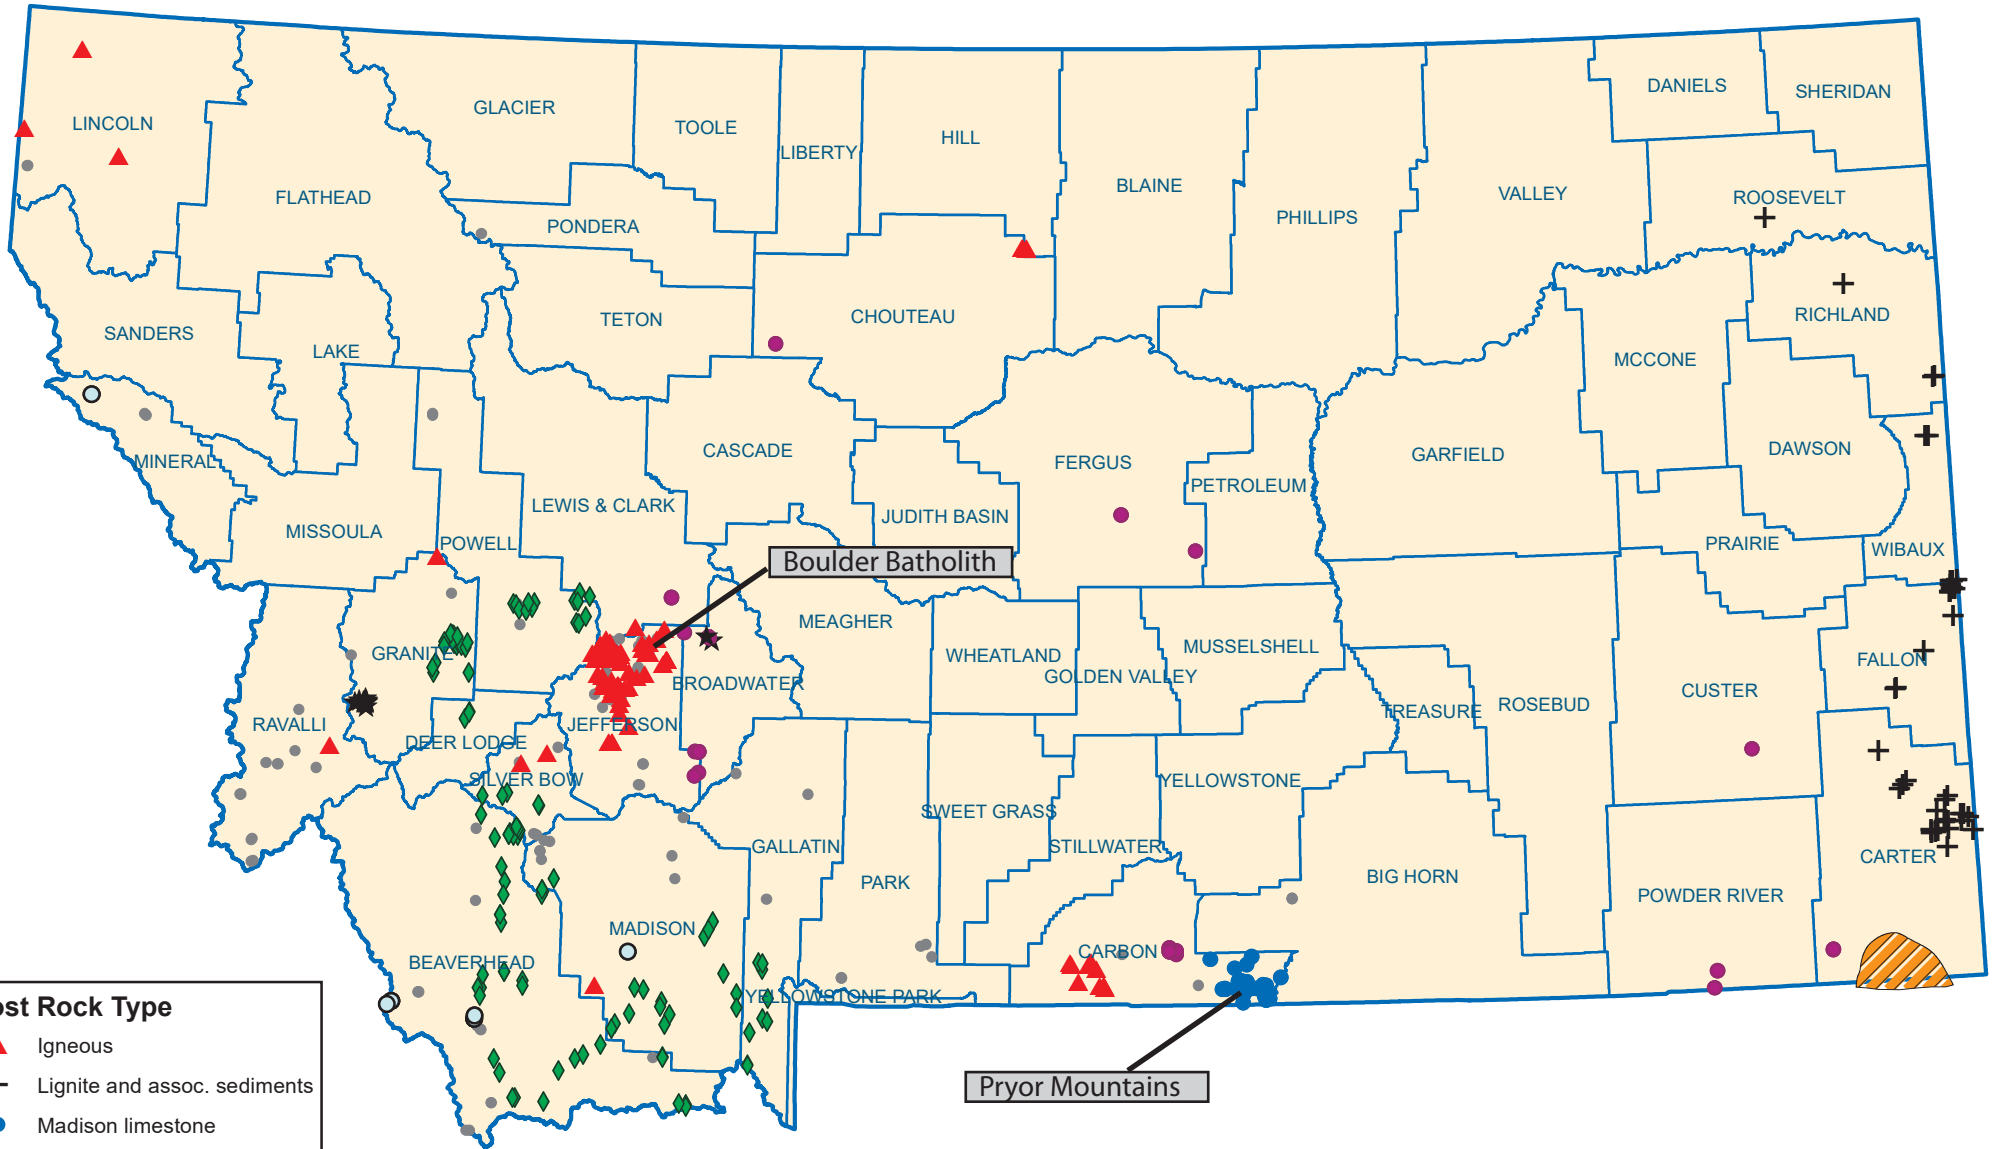 DANIELS
SHERIDAN
GLACIER
LINCOLN
TOOLE
HILL
LIBERTY
BLAINE
VALLEY
FLATHEAD
ROOSEVELT
PHILLIPS
PONDERA
RICHLAND
CHOUTEAU
TETON
SANDERS
LAKE
MCCONE
CASCADE
DAWSON
GARFIELD
MINERAL
FERGUS
PETROLEUM
LEWIS & CLARK
JUDITH BASIN
MISSOULA
POWELL
PRAIRIE
WIBAUX
Boulder Batholith
MEAGHER
MUSSELSHELL
GRANITE
WHEATLAND
FALLON
GOLDEN VALLEY
BROADWATER
CUSTER
ROSEBUD
TREASURE
RAVALLI
JEFFERSON
DEER LODGE
SILVER BOW
YELLOWSTONE
SWEET GRASS
GALLATIN
STILLWATER
CARTER
BIG HORN
PARK
POWDER RIVER
MADISON
CARBON
BEAVERHEAD
YELLOWSTONE PARK
Pryor Mountains
ost Rock Type
Igneous
Lignite and assoc. sediments
Madison limestone